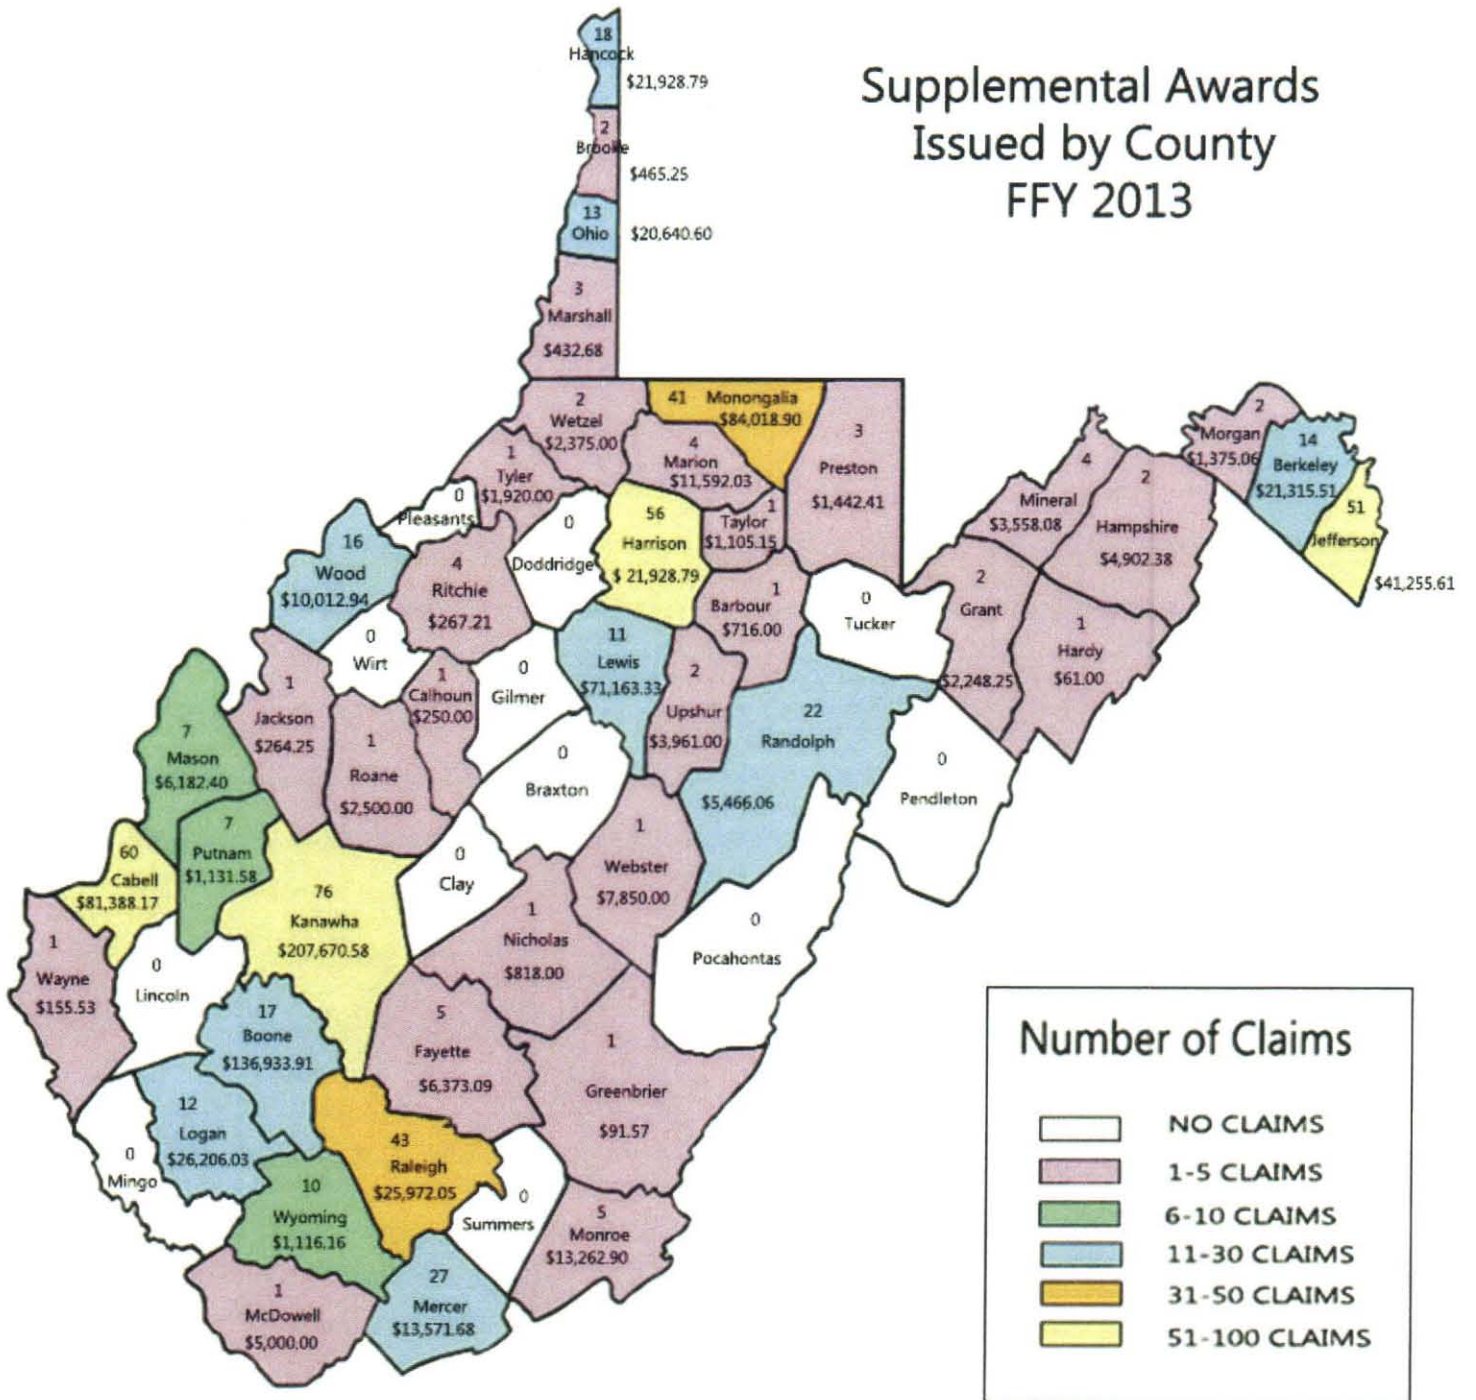 Supplemental Awards
Issued by County
FFY 2013
18
Hancock
$21,928.79
2
Brooke
$465.25
13
Ohio
$20,640.60
3
Marshall
$432.68
2
Wetzel
$2,375.00
41 Monongalia
$84,018.90
4
Marion
$11,592.03
3
Preston
$1,442.41
1
Tyler
$1,920.00
0
Pleasants
0
Doddridge
56
Harrison
$ 21,928.79
1
Taylor
$1,105.15
4
Mineral
$3,558.08
2
Hampshire
$4,902.38
2
Morgan
$1,375.06
14
Berkeley
$21,315.51
51
Jefferson
$41,255.61
16
Wood
$10,012.94
4
Ritchie
$267.21
0
Wirt
1
Calhoun
$250.00
0
Gilmer
11
Lewis
$71,163.33
1
Barbour
$716.00
0
Tucker
2
Grant
$2,248.25
1
Hardy
$61.00
2
Upshur
$3,961.00
22
Randolph
$5,466.06
0
Pendleton
1
Jackson
$264.25
1
Roane
$2,500.00
7
Mason
$6,182.40
7
Putnam
$1,131.58
0
Braxton
0
Clay
1
Webster
$7,850.00
0
Pocahontas
60
Cabell
$81,388.17
76
Kanawha
$207,670.58
1
Nicholas
$818.00
1
Wayne
$155.53
0
Lincoln
17
Boone
$136,933.91
5
Fayette
$6,373.09
1
Greenbrier
$91.57
12
Logan
$26,206.03
0
Mingo
43
Raleigh
$25,972.05
10
Wyoming
$1,116.16
0
Summers
5
Monroe
$13,262.90
27
Mercer
$13,571.68
1
McDowell
$5,000.00
Number of Claims
NO CLAIMS
1-5 CLAIMS
6-10 CLAIMS
11-30 CLAIMS
31-50 CLAIMS
51-100 CLAIMS